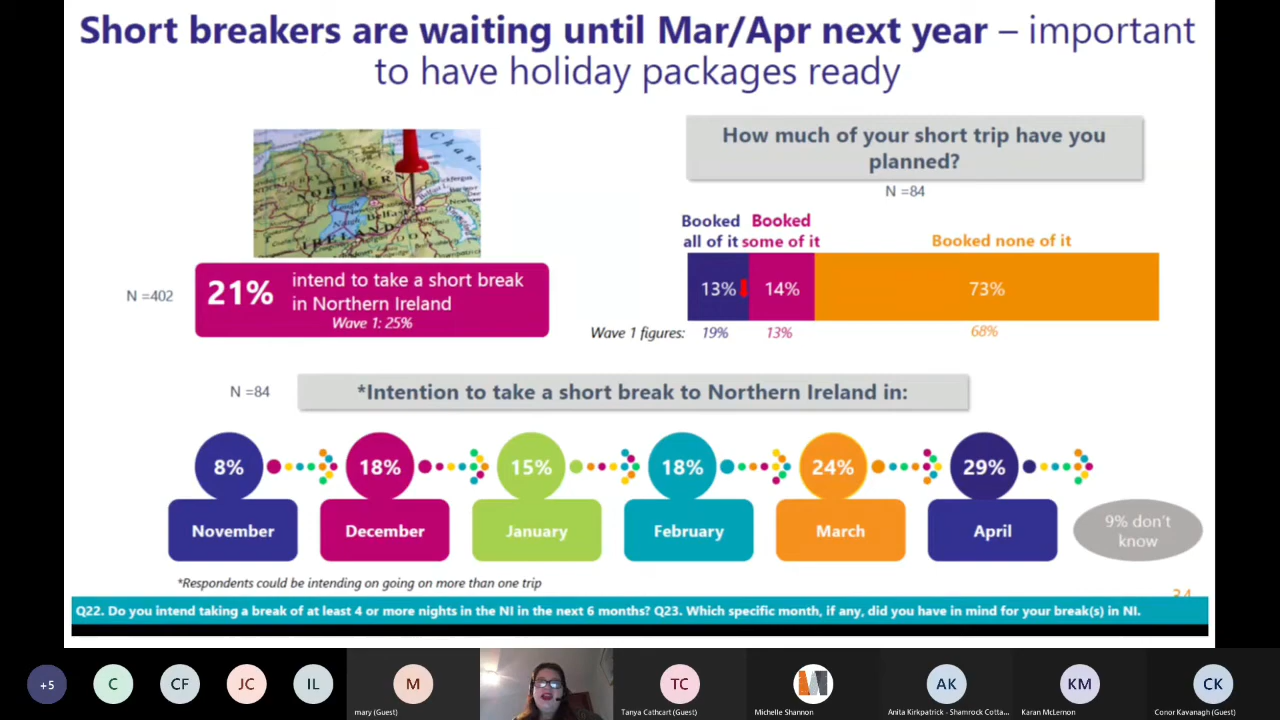 Short breakers are waiting until Mar/Apr next year – important
to have holiday packages ready
How much of your short trip have you
planned?
N =84
NORTHERN
IRELAND
Belfast
DOWN
Booked
all of it
Booked
some of it
Booked none of it
13%
14%
73%
Wave 1 figures:
19%
13%
68%
N =402
21%
intend to take a short break
in Northern Ireland
Wave 1: 25%
N =84
*Intention to take a short break to Northern Ireland in:
8%
18%
15%
18%
24%
29%
November
December
January
February
March
April
9% don't
know
*Respondents could be intending on going on more than one trip
34
Q22. Do you intend taking a break of at least 4 or more nights in the NI in the next 6 months? Q23. Which specific month, if any, did you have in mind for your break(s) in NI.
+5
C
CF
JC
IL
M
TC
AK
KM
CK
mary (Guest)
Tanya Cathcart (Guest)
Michelle Shannon
Anita Kirkpatrick - Shamrock Cotta...
Karan McLernon
Conor Kavanagh (Guest)